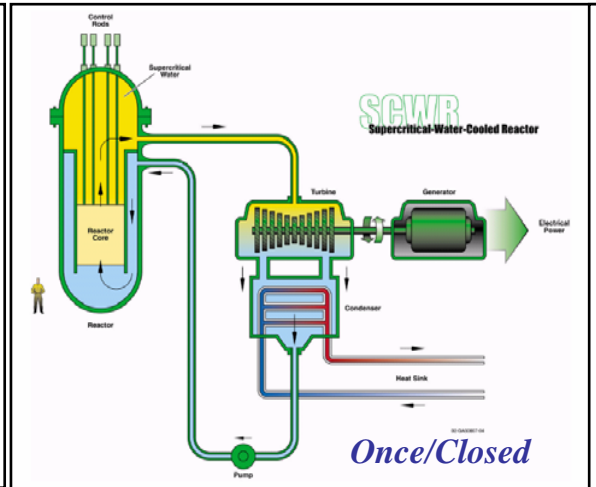 Control
Rods
Supercritical
Water
SCWR
Supercritical-Water-Cooled Reactor
Turbine
Generator
Electrical
Power
Reactor
Core
Condenser
Reactor
Heat Sink
Pump
Once/Closed